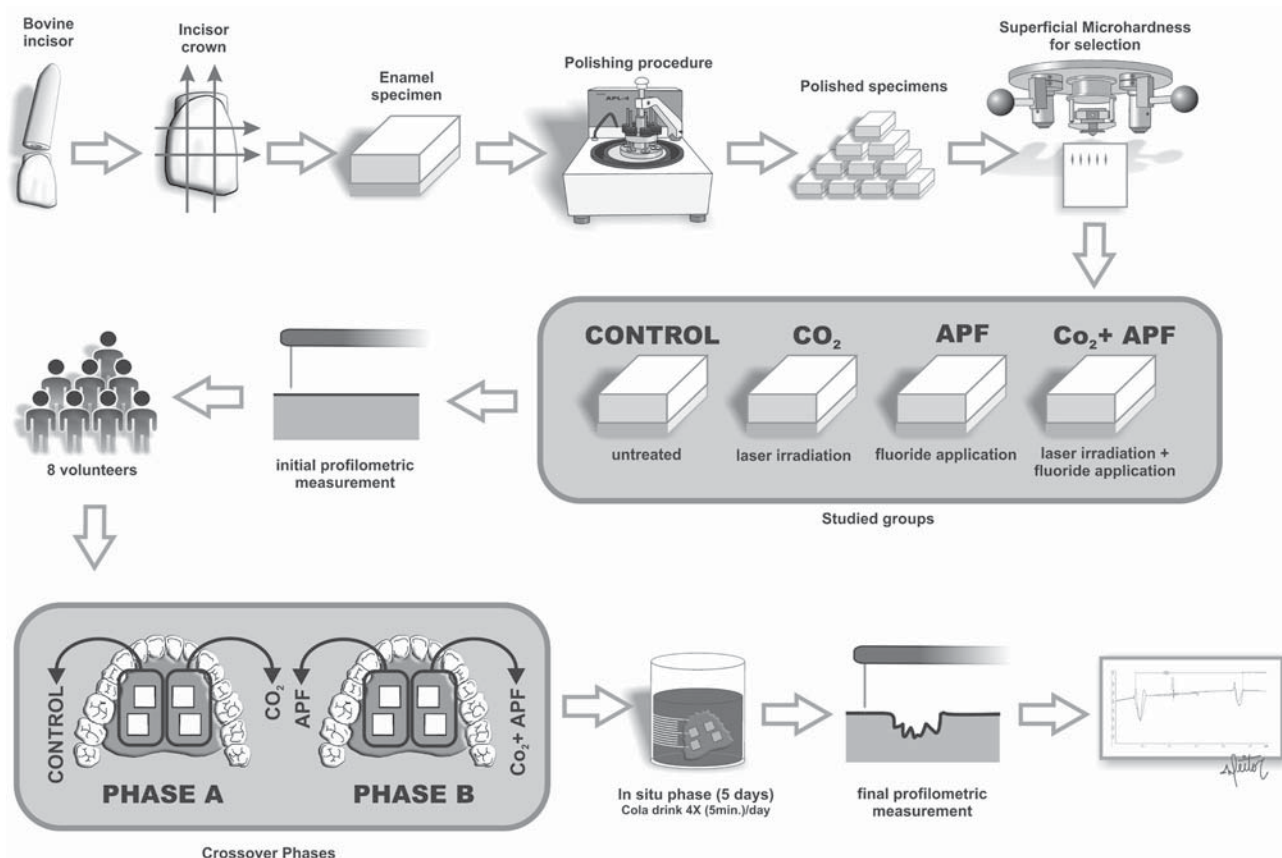 Bovine
incisor
Incisor
crown
Enamel
specimen
Polishing procedure
APL-4
Polished specimens
Superficial Microhardness
for selection
CONTROL
CO₂
APF
Co₂+ APF
untreated
laser irradiation
fluoride application
laser irradiation +
fluoride application
Studied groups
initial profilometric
measurement
8 volunteers
CONTROL
CO₂
PHASE A
APF
Co₂+ APF
PHASE B
Crossover Phases
In situ phase (5 days)
Cola drink 4X (5min.)/day
final profilometric
measurement